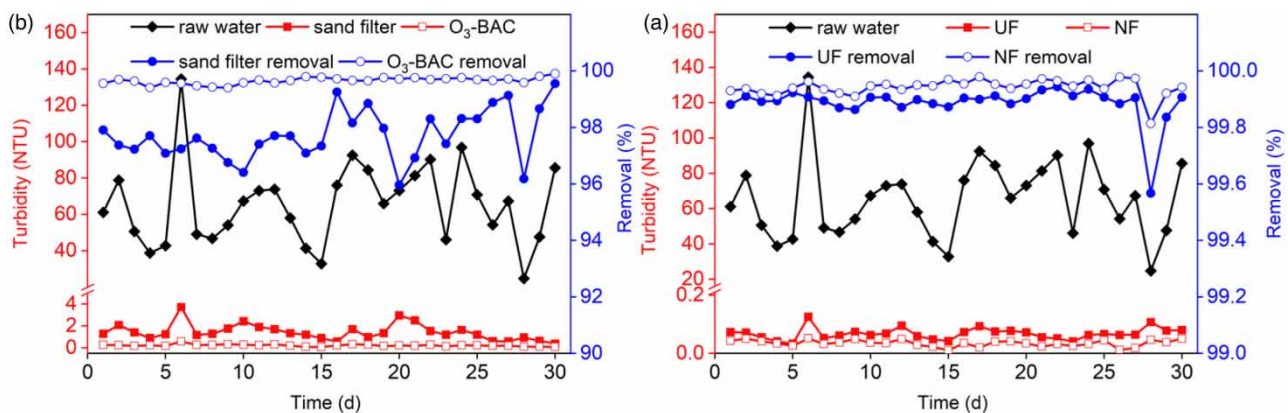 (b)
raw water sand filter O₃-BAC
sand filter removal O₃-BAC removal
Turbidity (NTU)
160
140
120
100
80
60
40
4
2
0
Removal (%)
100
98
96
94
92
90
0 5 10 15 20 25 30
Time (d)
(a)
raw water UF NF
UF removal NF removal
Turbidity (NTU)
160
140
120
100
80
60
40
20
0.2
0.0
Removal (%)
100.0
99.8
99.6
99.4
99.2
99.0
0 5 10 15 20 25 30
Time (d)